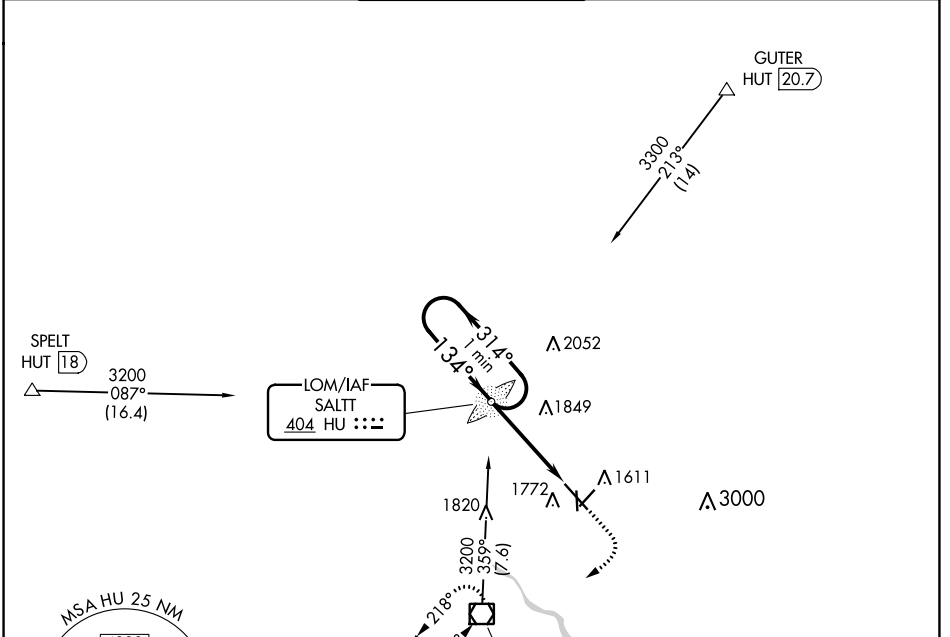 GUTER
HUT 20.7
3300
213°
(14)
SPELT
HUT 18
3200
087°
(16.4)
LOM/IAF
SALTT
404 HU
314°
1 min
134°
2052
1849
1772
1611
3000
1820
3200
359°
(7.6)
218°
MSA HU 25 NM